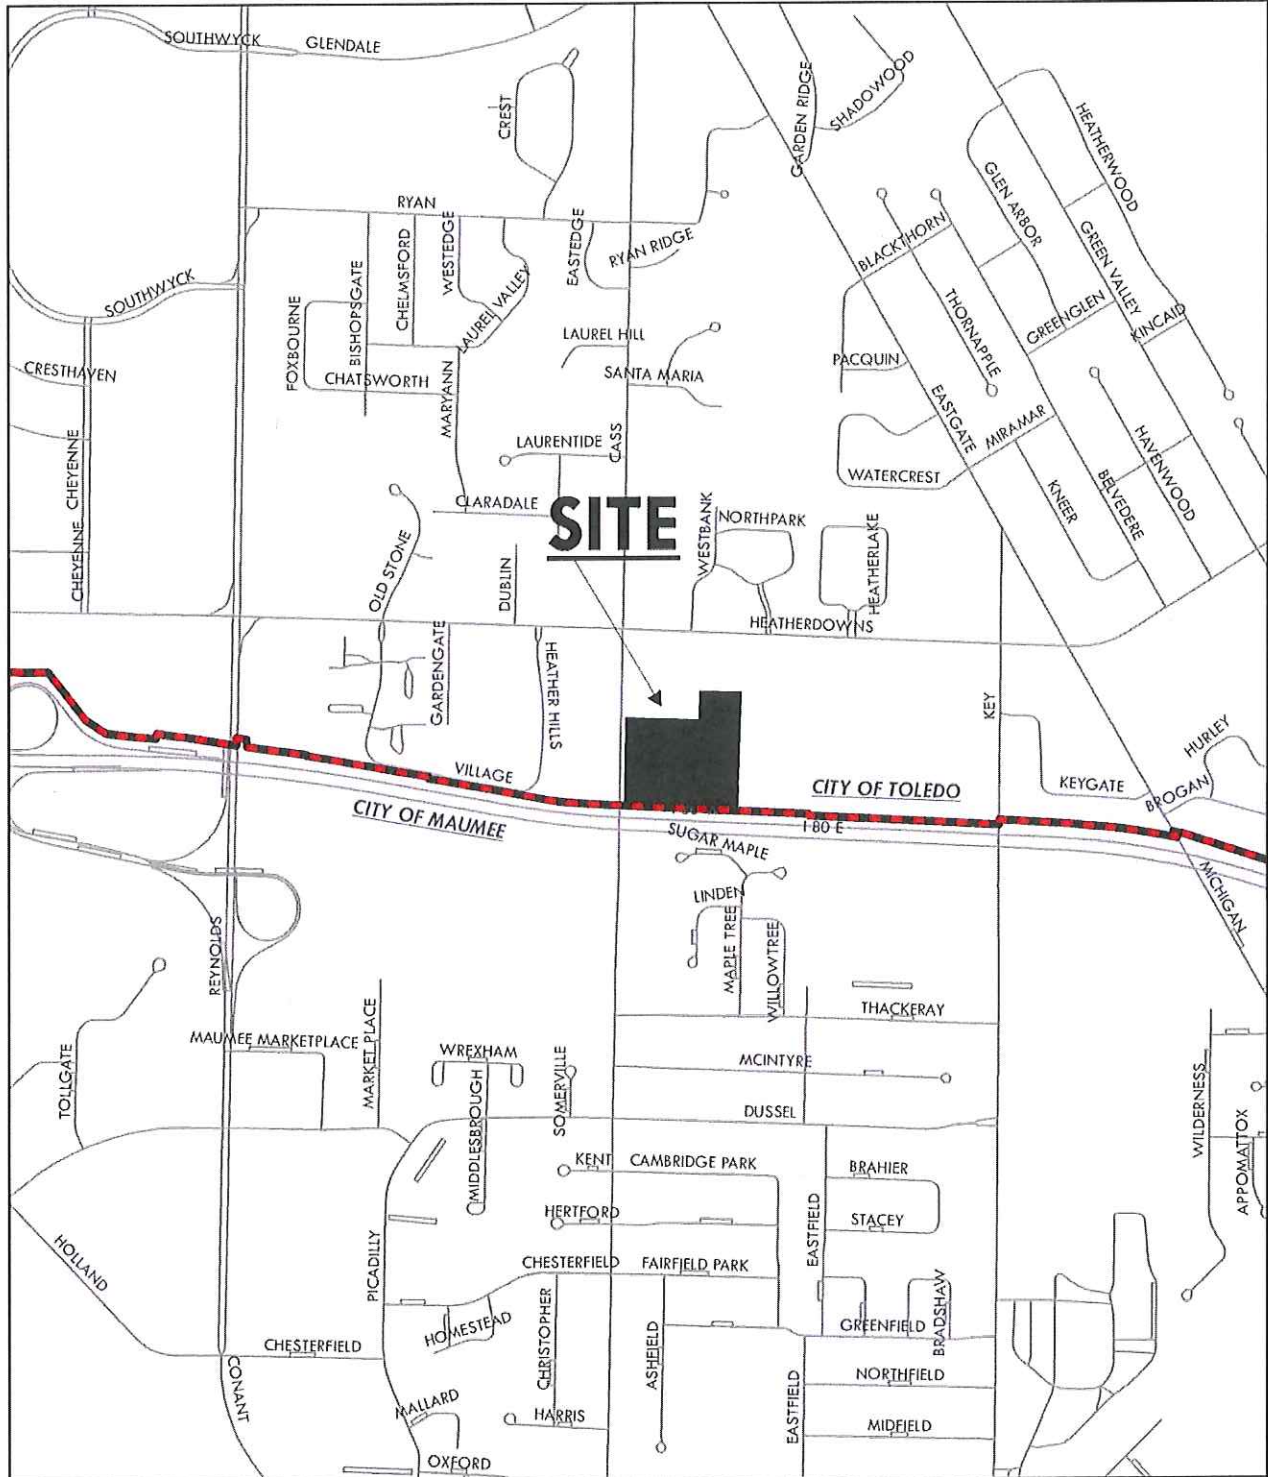 SOUTHWYCK
GLENDALE
CREST
GARDEN RIDGE
SHADOWOOD
HEATHERWOOD
GLEN ARBOR
RYAN
WESTEDGE
EASTEDGE
RYAN RIDGE
BLACKTHORN
GREEN VALLEY
BISHOPSGATE
CHELMSFORD
LAUREL VALLEY
SOUTHWYCK
FOXBOURNE
THORNAPPLE
GREENGLEN
KINCAID
LAUREL HILL
PACQUIN
CRESTHAVEN
CHATSWORTH
MARYANN
SANTA MARIA
EASTGATE
MIRAMAR
CASS
LAURENTIDE
HAVENWOOD
CHEYENNE
WATERCREST
BELVEDERE
KNEER
CLARADALE
SITE
WESTBANK
NORTHPARK
HEATHERLAKE
CHEYENNE
OLD STONE
DUBLIN
HEATHERDOWNS
GARDENGATE
HEATHER HILLS
KEY
HURLEY
VILLAGE
CITY OF TOLEDO
KEYGATE
BROGAN
CITY OF MAUMEE
I 80 E
SUGAR MAPLE
MICHIGAN
LINDEN
MAPLE TREE
WILLOWTREE
REYNOLDS
THACKERAY
MAUMEE MARKETPLACE
MARKET PLACE
WREXHAM
MCINTYRE
TOLLGATE
SOMERVILLE
MIDDLESBROUGH
DUSSEL
WILDERNESS
APPOMATTOX
KENT
CAMBRIDGE PARK
BRAHIER
HERTFORD
STACEY
EASTFIELD
HOLLAND
PICADILLY
CHESTERFIELD
FAIRFIELD PARK
HOMESTEAD
CHRISTOPHER
GREENFIELD
BRADSHAW
CHESTERFIELD
ASHFIELD
CONANT
NORTHFIELD
MALLARD
HARRIS
EASTFIELD
MIDFIELD
OXFORD